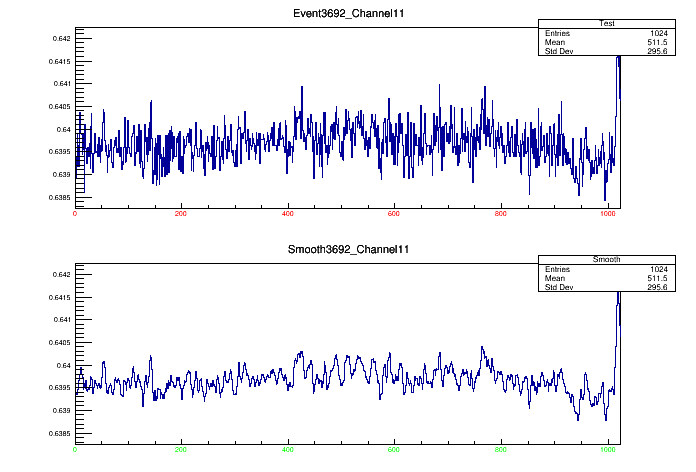 Event3692_Channel11
Test
Entries 1024
Mean 511.5
Std Dev 295.6
0.642
0.6415
0.641
0.6405
0.64
0.6395
0.639
0.6385
0 200 400 600 800 1000
Smooth3692_Channel11
Smooth
Entries 1024
Mean 511.5
Std Dev 295.6
0.642
0.6415
0.641
0.6405
0.64
0.6395
0.639
0.6385
0 200 400 600 800 1000